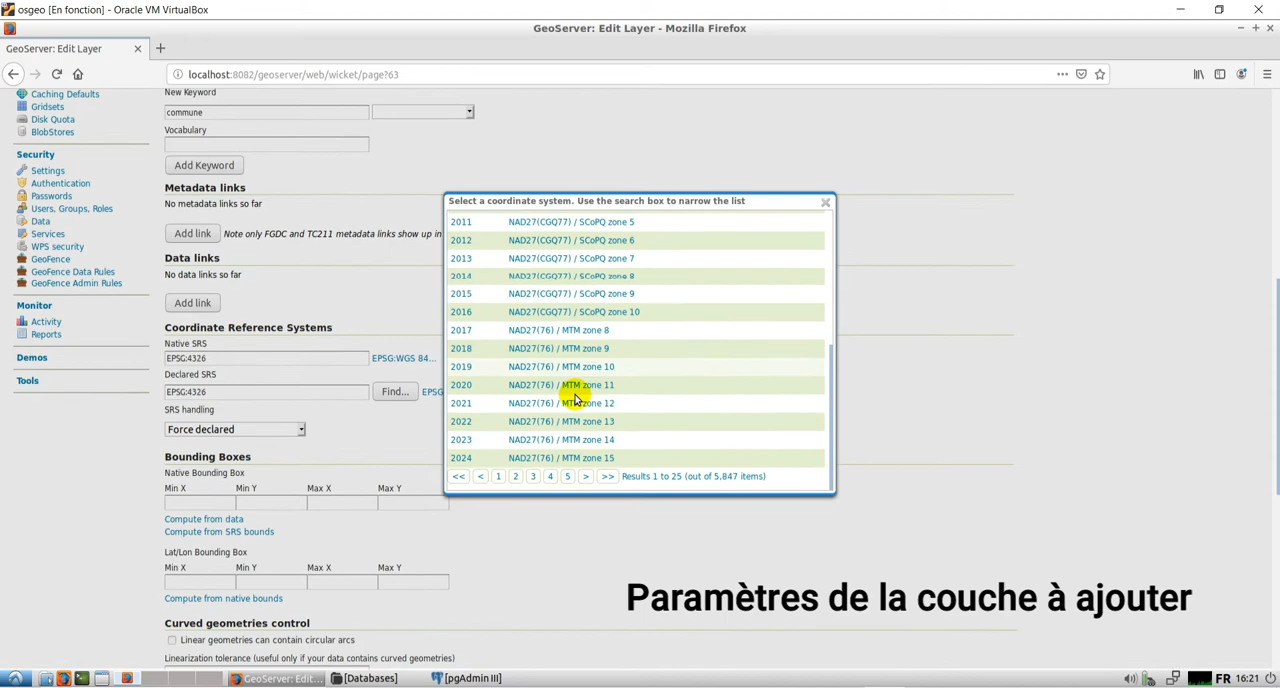 osgeo [En fonction] - Oracle VM VirtualBox
GeoServer: Edit Layer - Mozilla Firefox
GeoServer: Edit Layer
localhost:8082/geoserver/web/wicket/page?63
Caching Defaults
Gridsets
Disk Quota
BlobStores
Security
Settings
Authentication
Passwords
Users, Groups, Roles
Data
Services
WPS security
GeoFence
GeoFence Data Rules
GeoFence Admin Rules
Monitor
Activity
Reports
Demos
Tools
New Keyword
commune
Vocabulary
Add Keyword
Metadata links
No metadata links so far
Add link Note only FGDC and TC211 metadata links show up in
Data links
No data links so far
Add link
Coordinate Reference Systems
Native SRS
EPSG:4326 EPSG:WGS 84...
Declared SRS
EPSG:4326 Find... EPSG
SRS handling
Force declared
Bounding Boxes
Native Bounding Box
Min X Min Y Max X Max Y
Compute from data
Compute from SRS bounds
Lat/Lon Bounding Box
Min X Min Y Max X Max Y
Compute from native bounds
Curved geometries control
Linear geometries can contain circular arcs
Linearization tolerance (useful only if your data contains curved geometries)
Select a coordinate system. Use the search box to narrow the list
2011 NAD27(CGQ77) / SCoPQ zone 5
2012 NAD27(CGQ77) / SCoPQ zone 6
2013 NAD27(CGQ77) / SCoPQ zone 7
2014 NAD27(CGQ77) / SCoPQ zone 8
2015 NAD27(CGQ77) / SCoPQ zone 9
2016 NAD27(CGQ77) / SCoPQ zone 10
2017 NAD27(76) / MTM zone 8
2018 NAD27(76) / MTM zone 9
2019 NAD27(76) / MTM zone 10
2020 NAD27(76) / MTM zone 11
2021 NAD27(76) / MTM zone 12
2022 NAD27(76) / MTM zone 13
2023 NAD27(76) / MTM zone 14
2024 NAD27(76) / MTM zone 15
<< < 1 2 3 4 5 > >> Results 1 to 25 (out of 5,847 items)
Paramètres de la couche à ajouter
GeoServer: Edit... [Databases] [pgAdmin III] FR 16:21